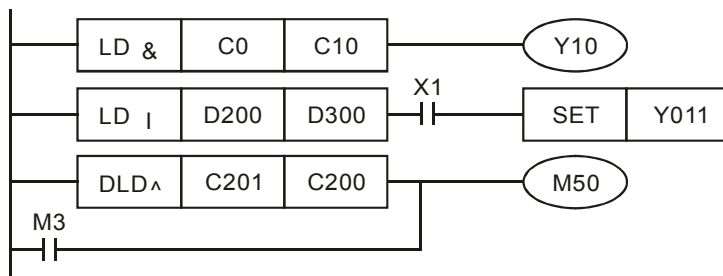 LD & C0 C10 Y10
X1
LD | D200 D300 SET Y011
DLD^ C201 C200 M50
M3